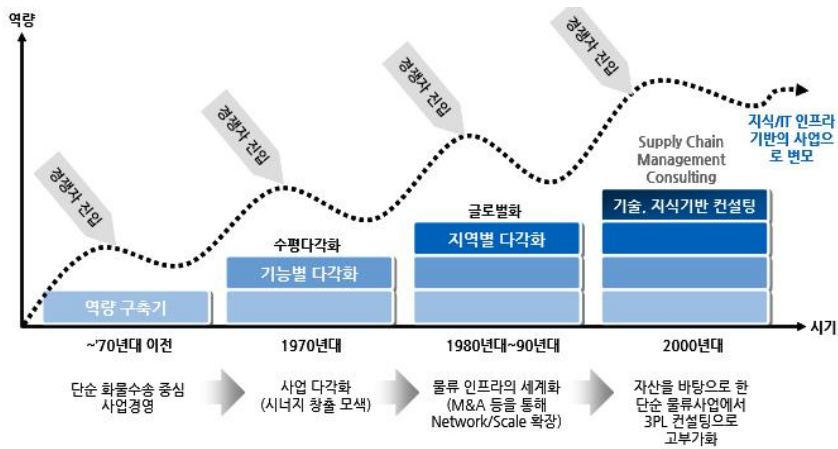 역량
경쟁자 진입
경쟁자 진입
경쟁자 진입
경쟁자 진입
지식/IT 인프라
기반의 사업으
로 변모
Supply Chain
Management
Consulting
기술, 지식기반 컨설팅
글로벌화
지역별 다각화
수평다각화
기능별 다각화
역량 구축기
시기
~'70년대 이전
1970년대
1980년대~90년대
2000년대
단순 화물수송 중심
사업경영
사업 다각화
(시너지 창출 모색)
물류 인프라의 세계화
(M&A 등을 통해
Network/Scale 확장)
자산을 바탕으로 한
단순 물류사업에서
3PL 컨설팅으로
고부가화